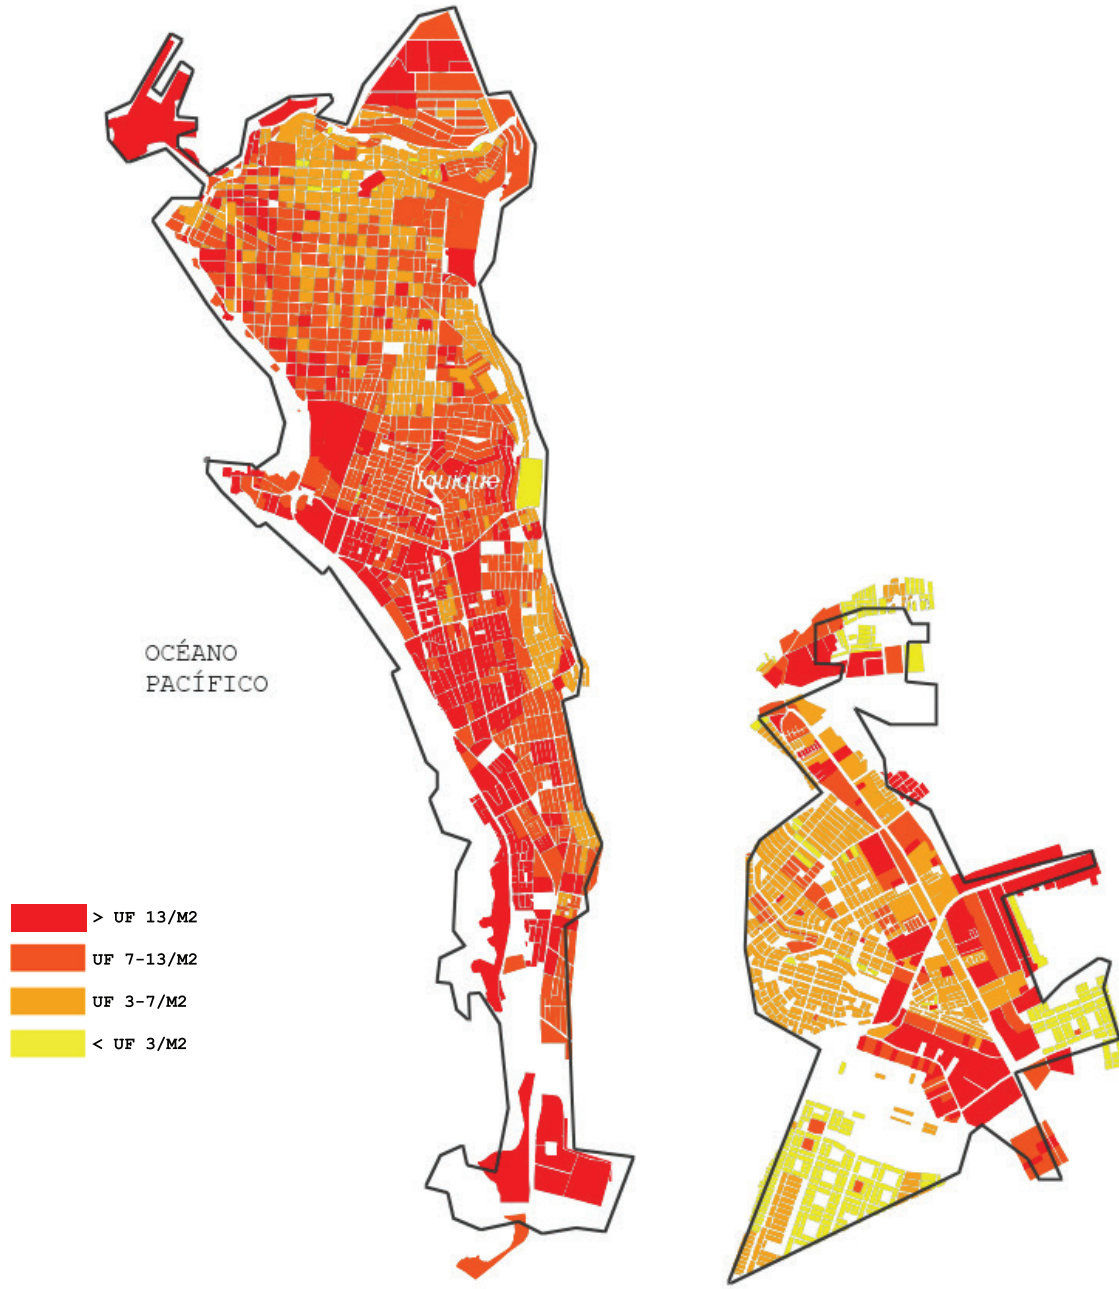 Iquique
OCÉANO
PACÍFICO
> UF 13/M2
UF 7-13/M2
UF 3-7/M2
< UF 3/M2